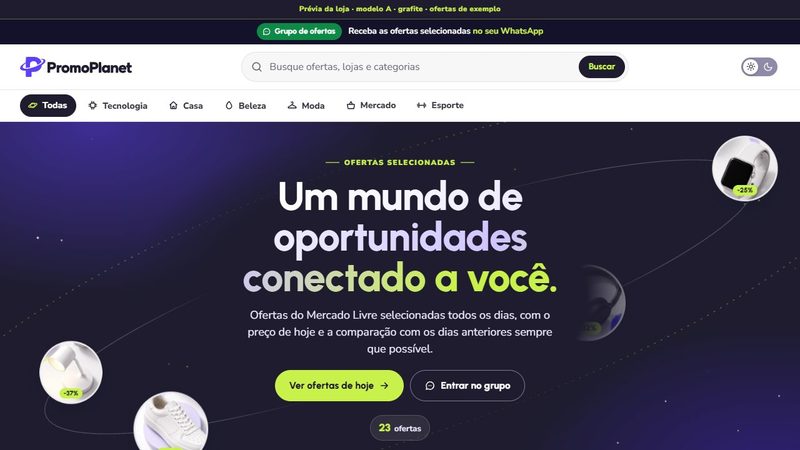 Prévia da loja · modelo A · grafite · ofertas de exemplo
Grupo de ofertas Receba as ofertas selecionadas no seu WhatsApp
PromoPlanet
Busque ofertas, lojas e categorias
Buscar
Todas
Tecnologia
Casa
Beleza
Moda
Mercado
Esporte
OFERTAS SELECIONADAS
Um mundo de
oportunidades
conectado a você.
Ofertas do Mercado Livre selecionadas todos os dias, com o
preço de hoje e a comparação com os dias anteriores sempre
que possível.
Ver ofertas de hoje
Entrar no grupo
23 ofertas
-25%
-37%